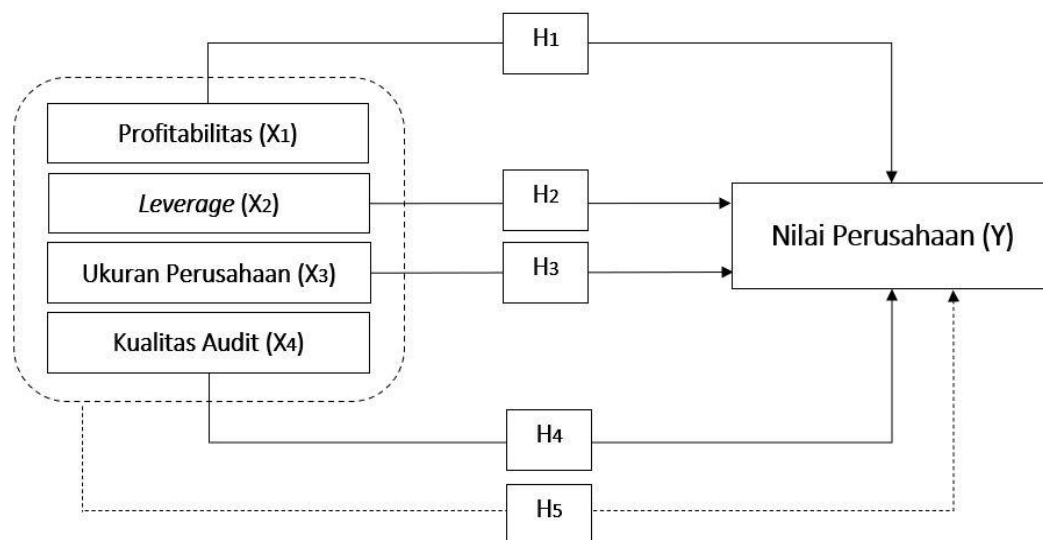 H1
Profitabilitas (X1)
Leverage (X2)
H2
Ukuran Perusahaan (X3)
H3
Nilai Perusahaan (Y)
Kualitas Audit (X4)
H4
H5